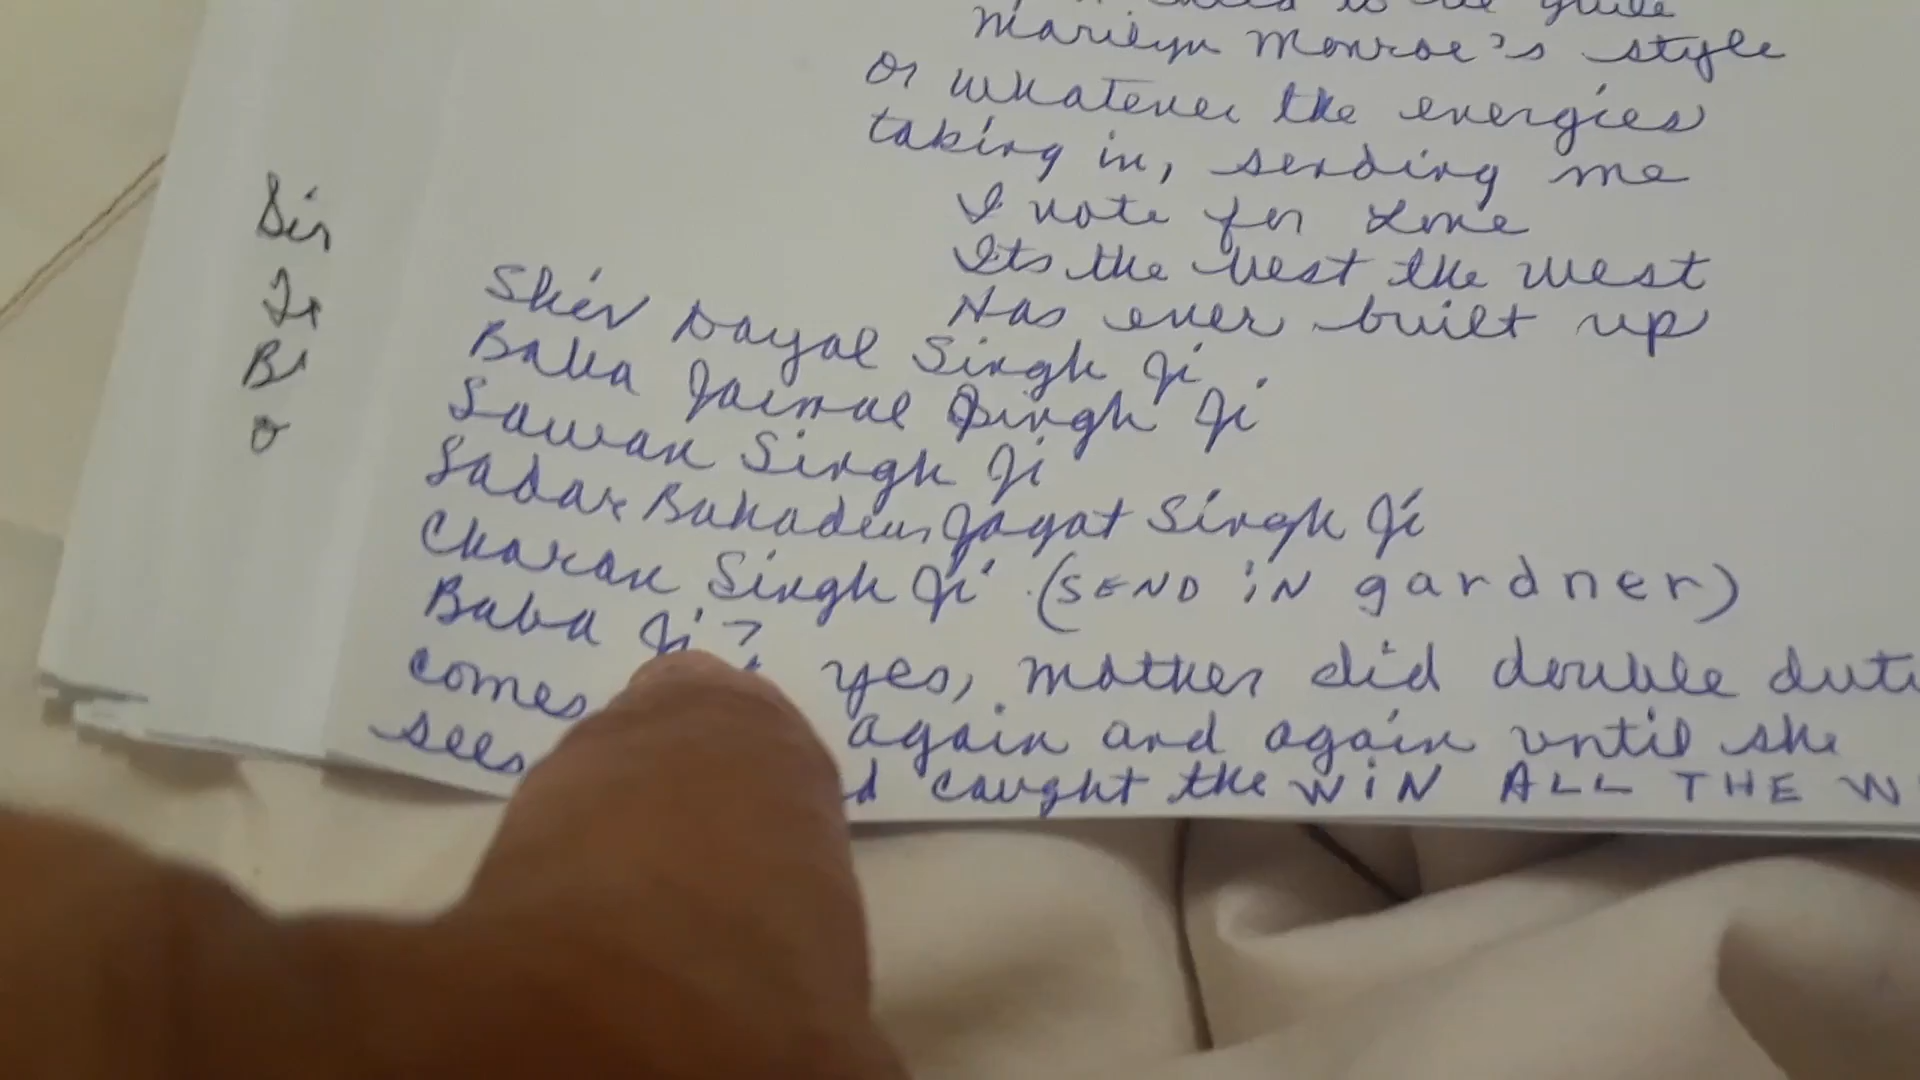 Marilyn Monroe's style
or whatever the energies
taking in, sending me
I vote for Love
Its the best the west
Has ever built up
Sir
Shiv Dayal Singh Ji
Baba Jaimal Singh Ji
Sawan Singh Ji
Sadar Bahadeur Jagat Singh Ji
Charan Singh Ji (SEND iN gardner)
Baba Ji? yes, mother did double
comes again and again until she
sees caught the WiN ALL THE